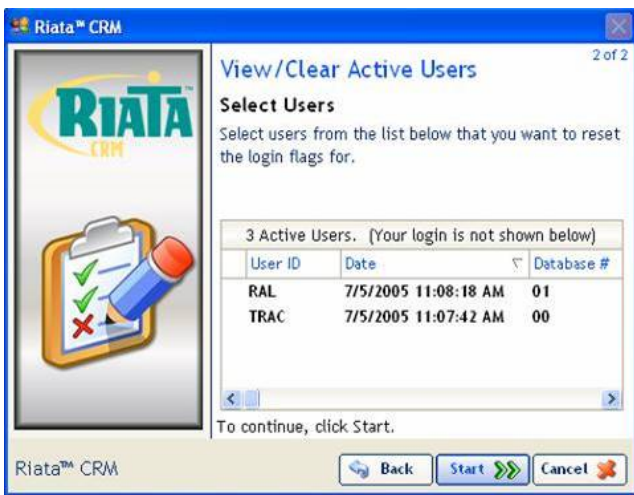 Riata™ CRM
2 of 2
View/Clear Active Users
RIATA™
CRM
Select Users
Select users from the list below that you want to reset
the login flags for.
3 Active Users. (Your login is not shown below)
User ID Date Database #
RAL 7/5/2005 11:08:18 AM 01
TRAC 7/5/2005 11:07:42 AM 00
To continue, click Start.
Riata™ CRM
Back Start Cancel